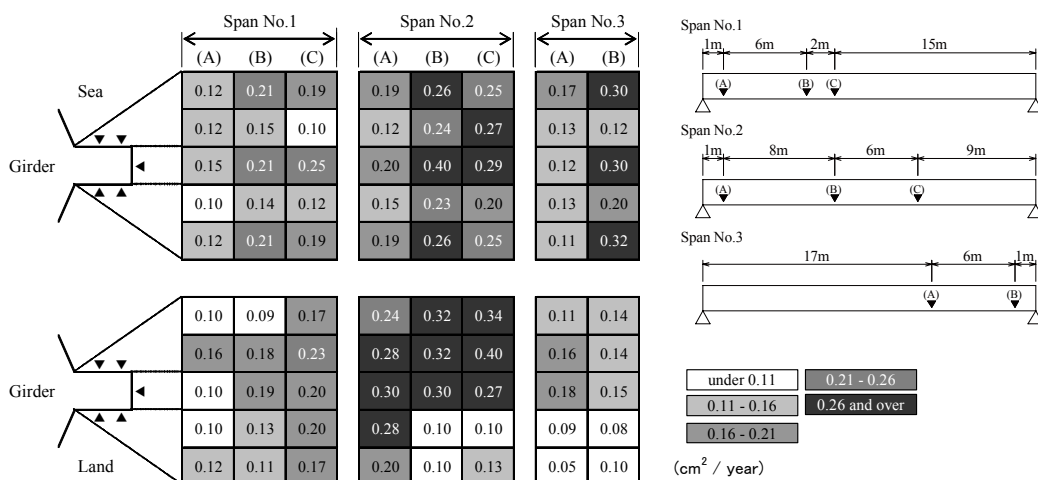 Span No.1 Span No.2 Span No.3
(A) (B) (C) (A) (B) (C) (A) (B)
Sea
Girder
0.12 0.21 0.19 0.19 0.26 0.25 0.17 0.30
0.12 0.15 0.10 0.12 0.24 0.27 0.13 0.12
0.15 0.21 0.25 0.20 0.40 0.29 0.12 0.30
0.10 0.14 0.12 0.15 0.23 0.20 0.13 0.20
0.12 0.21 0.19 0.19 0.26 0.25 0.11 0.32
Girder
Land
0.10 0.09 0.17 0.24 0.32 0.34 0.11 0.14
0.16 0.18 0.23 0.28 0.32 0.40 0.16 0.14
0.10 0.19 0.20 0.30 0.30 0.27 0.18 0.15
0.10 0.13 0.20 0.28 0.10 0.10 0.09 0.08
0.12 0.11 0.17 0.20 0.10 0.13 0.05 0.10
Span No.1
1m 6m 2m 15m
(A) (B) (C)
Span No.2
1m 8m 6m 9m
(A) (B) (C)
Span No.3
17m 6m 1m
(A) (B)
under 0.11 0.21 - 0.26
0.11 - 0.16 0.26 and over
0.16 - 0.21
(cm² / year)